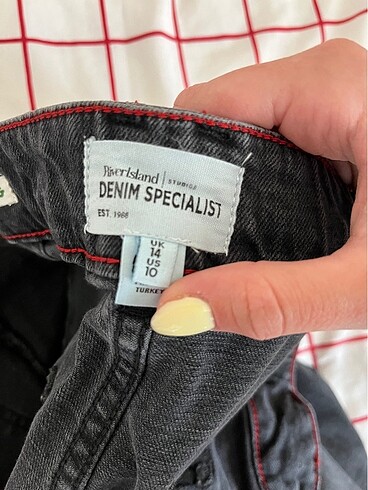 RiverIsland | STUDIOS
DENIM SPECIALIST
EST. 1988
UK
14
US
10
TURKEY